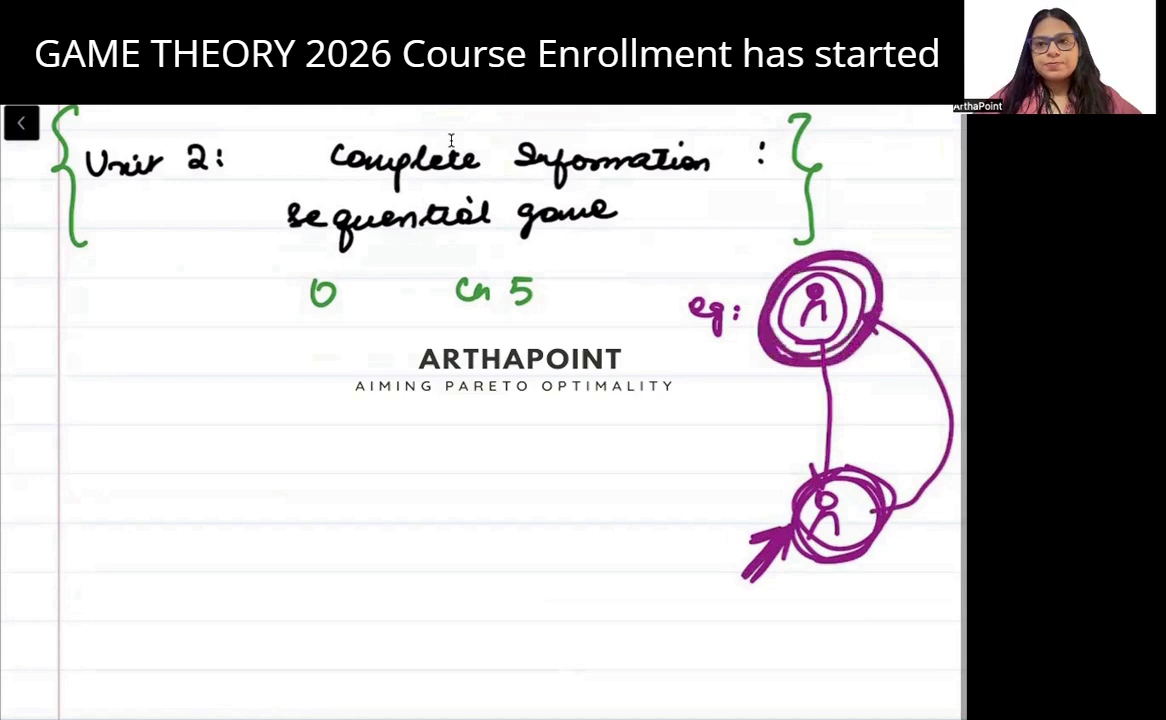 GAME THEORY 2026 Course Enrollment has started
ArthaPoint
Unit 2: Complete Information :
sequential game
O Ch 5
eg:
ARTHAPOINT
AIMING PARETO OPTIMALITY